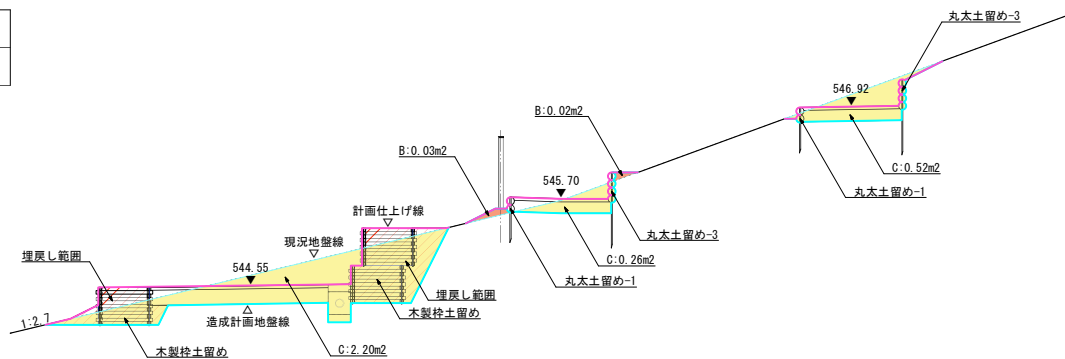 丸太土留め-3
546.92
B:0.02m2
B:0.03m2
C:0.52m2
丸太土留め-1
545.70
計画仕上げ線
丸太土留め-3
現況地盤線
C:0.26m2
埋戻し範囲
544.55
丸太土留め-1
埋戻し範囲
1:2.7
造成計画地盤線
木製枠土留め
木製枠土留め
C:2.20m2